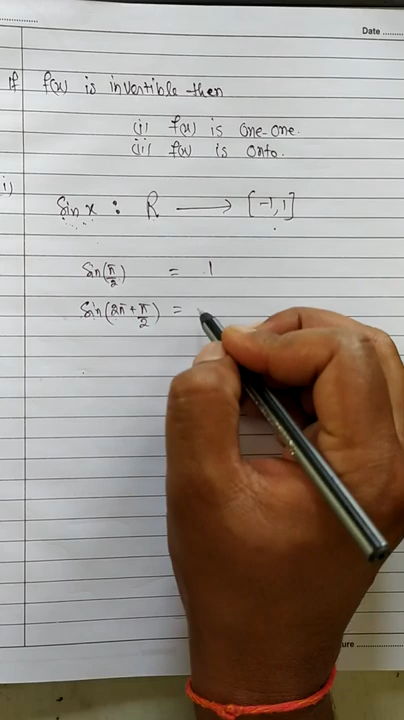 Date ........
If f(x) is invertible then
(i) f(x) is one-one.
(ii) f(x) is onto.
i)
Sin x : R ⟶ [-1,1]
Sin(π/2) = 1
Sin(2π + π/2) =
ure ............